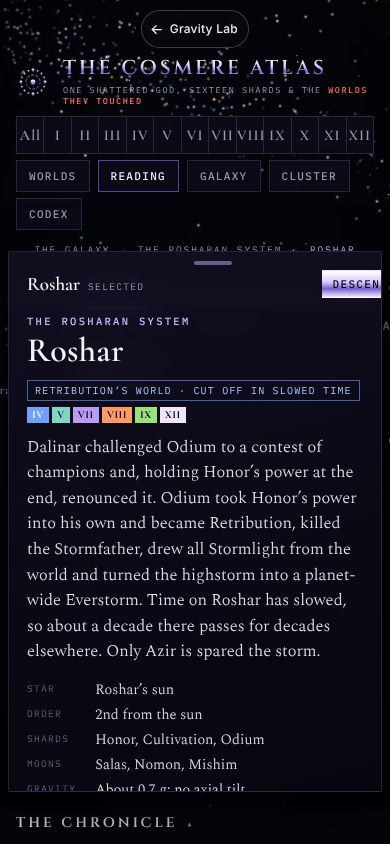 ← Gravity Lab
THE COSMERE ATLAS
ONE SHATTERED GOD, SIXTEEN SHARDS & THE WORLDS
THEY TOUCHED
All I II III IV V VI VII VIII IX X XI XII
WORLDS READING GALAXY CLUSTER
CODEX
THE GALAXY THE ROSHARAN SYSTEM ROSHAR
Roshar SELECTED DESCEN
THE ROSHARAN SYSTEM
Roshar
RETRIBUTION'S WORLD · CUT OFF IN SLOWED TIME
IV V VII VIII IX XII
Dalinar challenged Odium to a contest of
champions and, holding Honor’s power at the
end, renounced it. Odium took Honor’s power
into his own and became Retribution, killed
the Stormfather, drew all Stormlight from the
world and turned the highstorm into a planet-
wide Everstorm. Time on Roshar has slowed,
so about a decade there passes for decades
elsewhere. Only Azir is spared the storm.
STAR Roshar’s sun
ORDER 2nd from the sun
SHARDS Honor, Cultivation, Odium
MOONS Salas, Nomon, Mishim
GRAVITY About 0.7 g; no axial tilt
THE CHRONICLE ▴